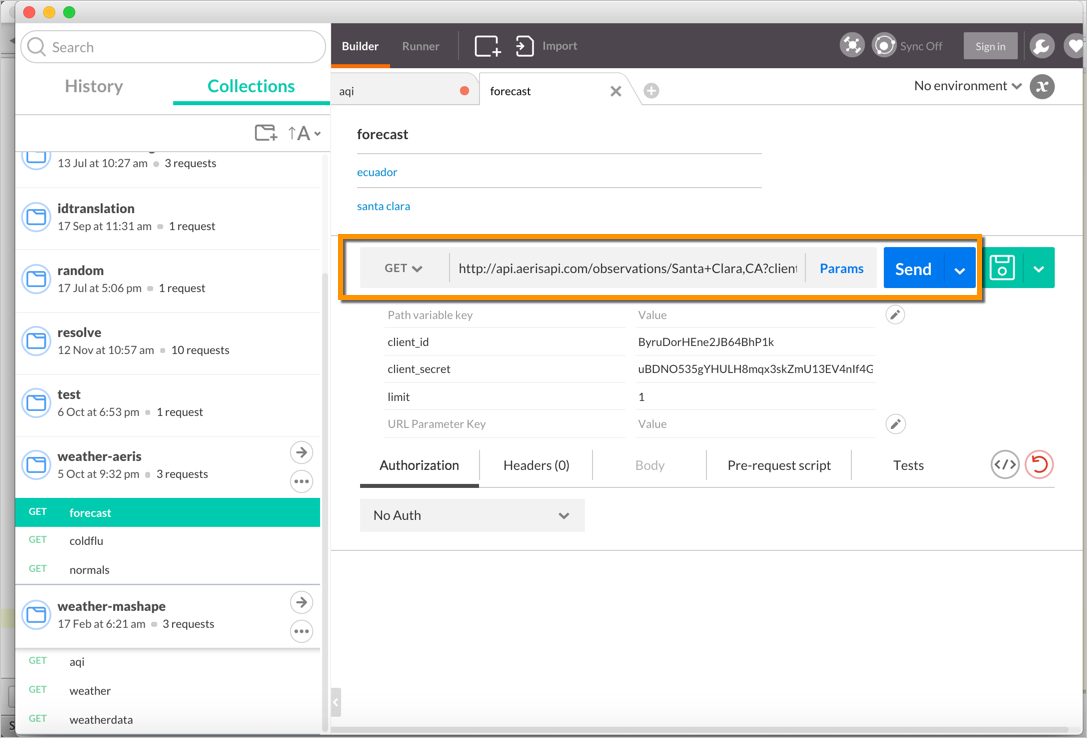 Search
Builder
Runner
Import
Sync Off
Sign in
History
Collections
aqi
forecast
No environment
x
A
13 Jul at 10:27 am 3 requests
idtranslation
17 Sep at 11:31 am 1 request
random
17 Jul at 5:06 pm 1 request
resolve
12 Nov at 10:57 am 10 requests
test
6 Oct at 6:53 pm 1 request
weather-aeris
5 Oct at 9:32 pm 3 requests
GET forecast
GET coldflu
GET normals
weather-mashape
17 Feb at 6:21 am 3 requests
GET aqi
GET weather
GET weatherdata
forecast
ecuador
santa clara
GET http://api.aerisapi.com/observations/Santa+Clara,CA?client Params Send
Path variable key Value
client_id ByruDorHEne2JB64BhP1k
client_secret uBDNO535gYHULH8mqx3skZmU13EV4nIf4G
limit 1
URL Parameter Key Value
Authorization Headers (0) Body Pre-request script Tests
No Auth